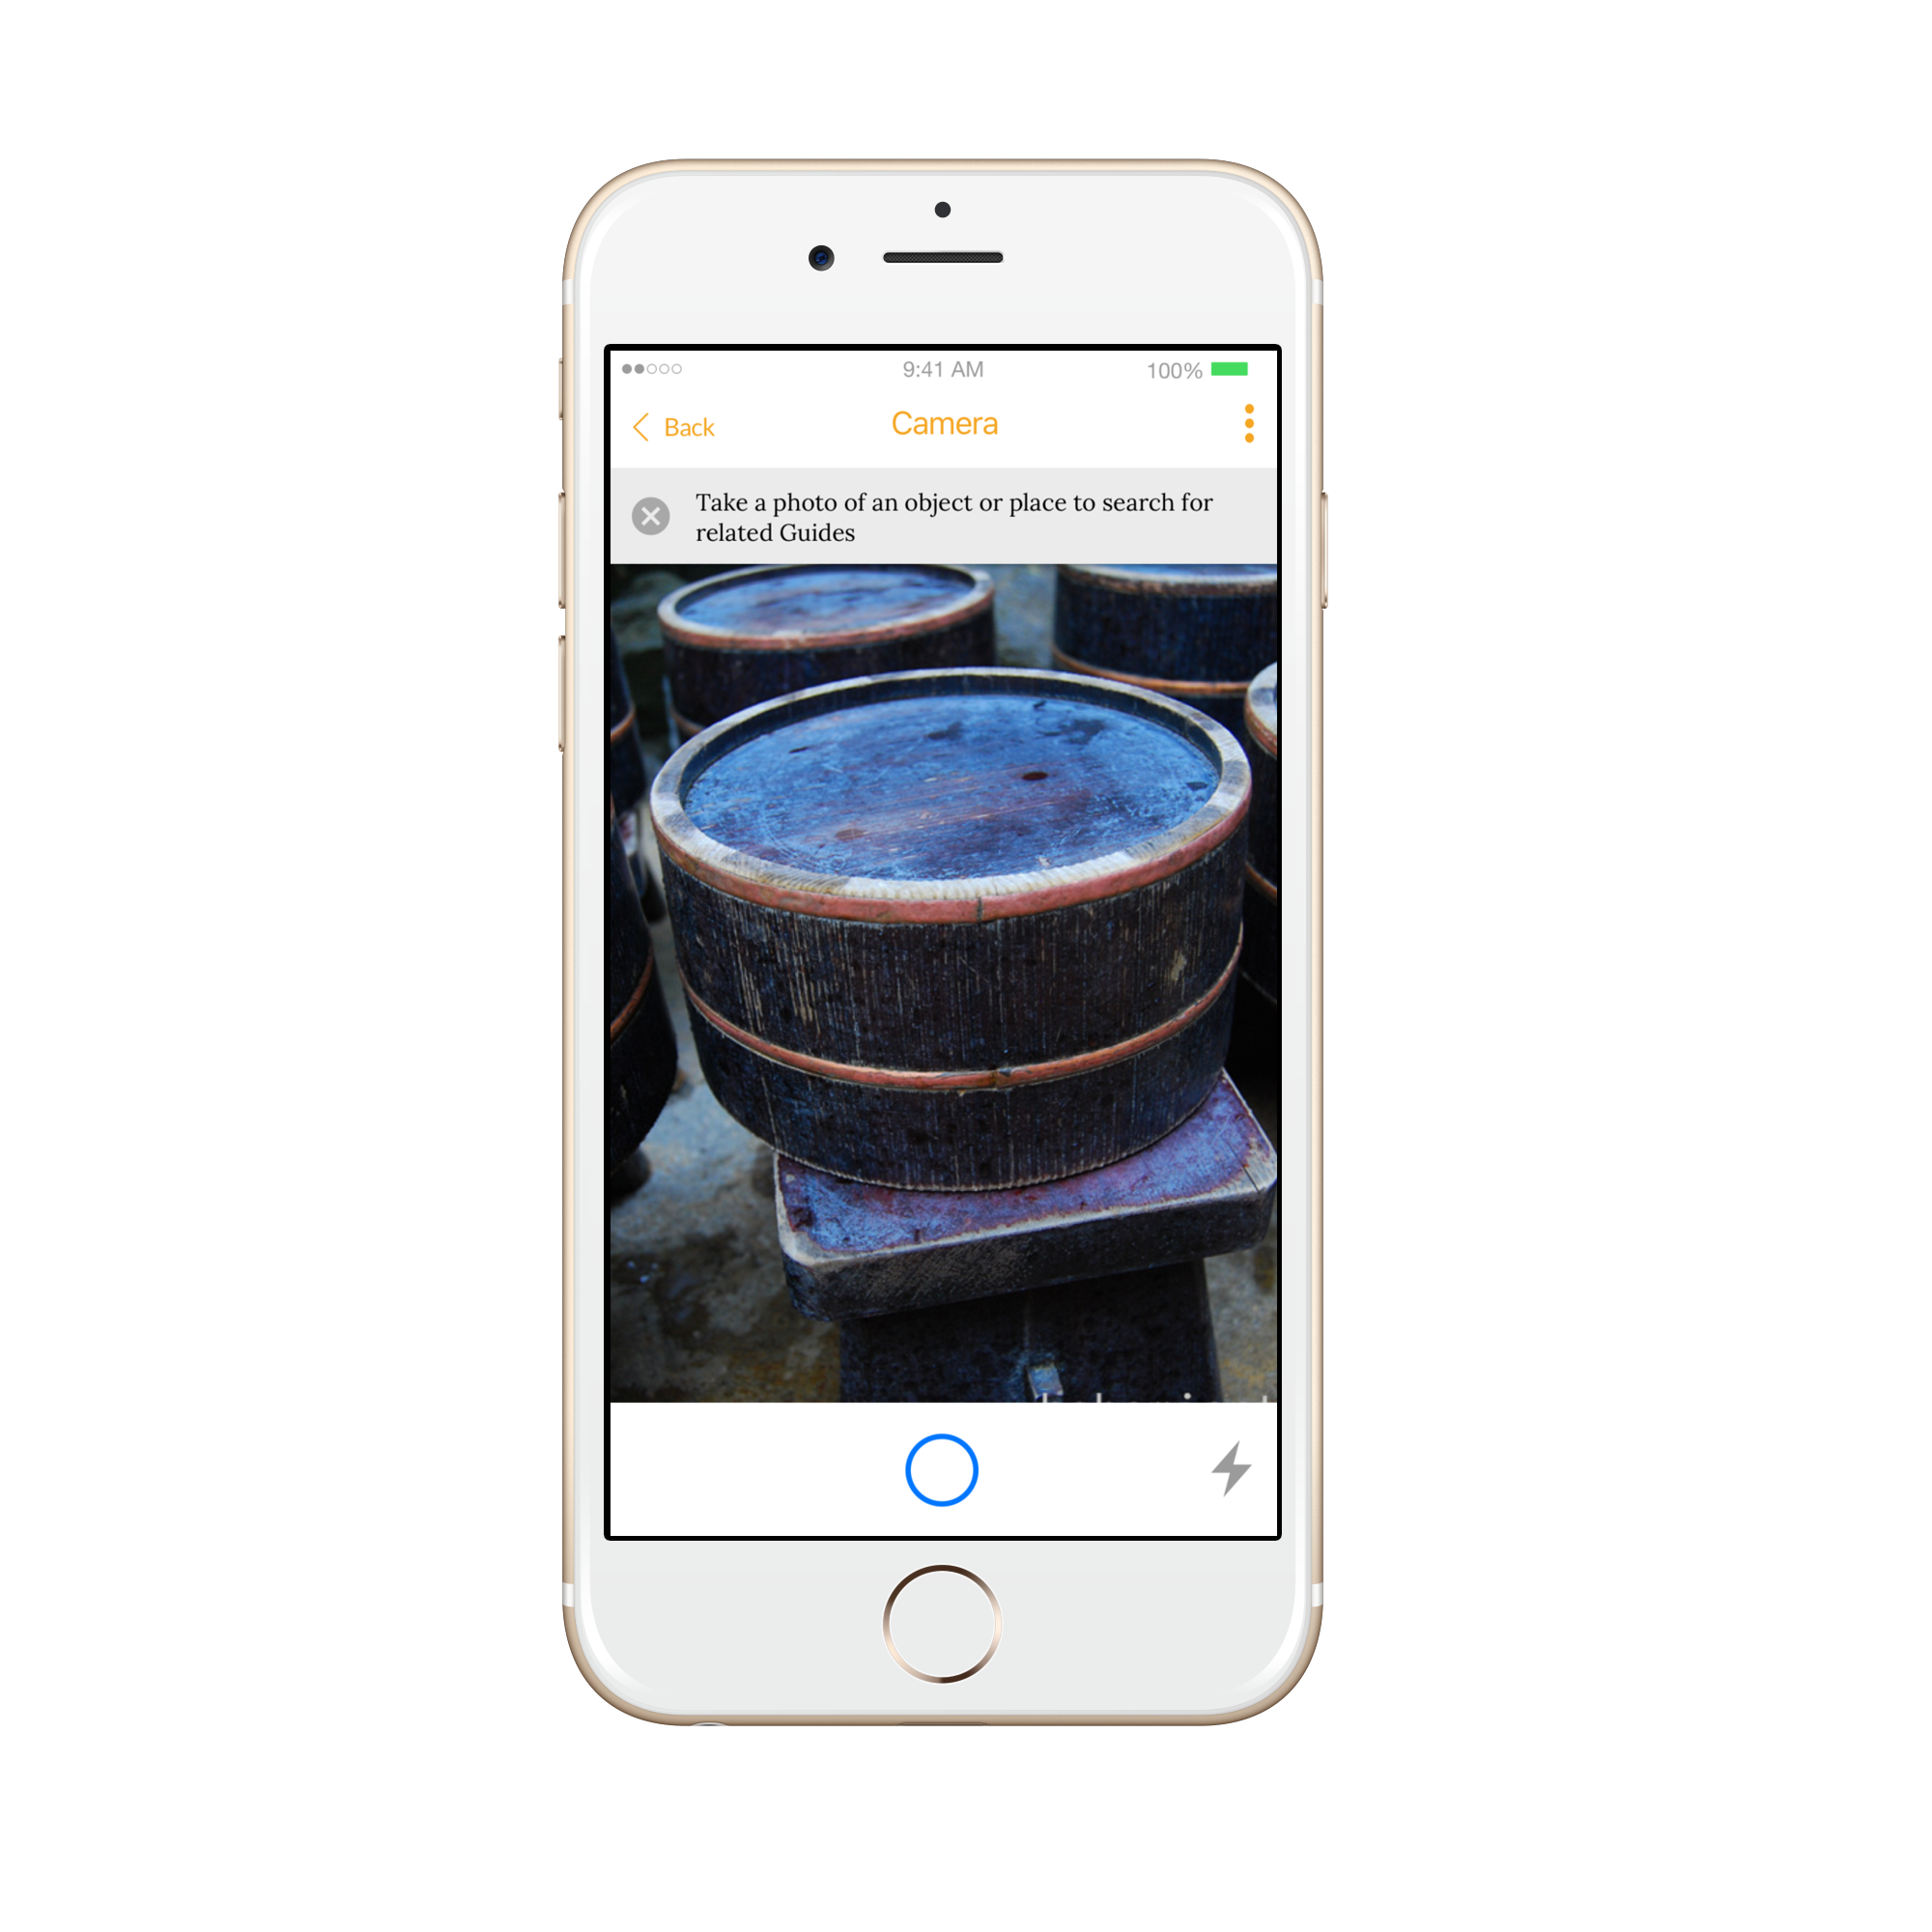 9:41 AM 100%
Back Camera
Take a photo of an object or place to search for
related Guides